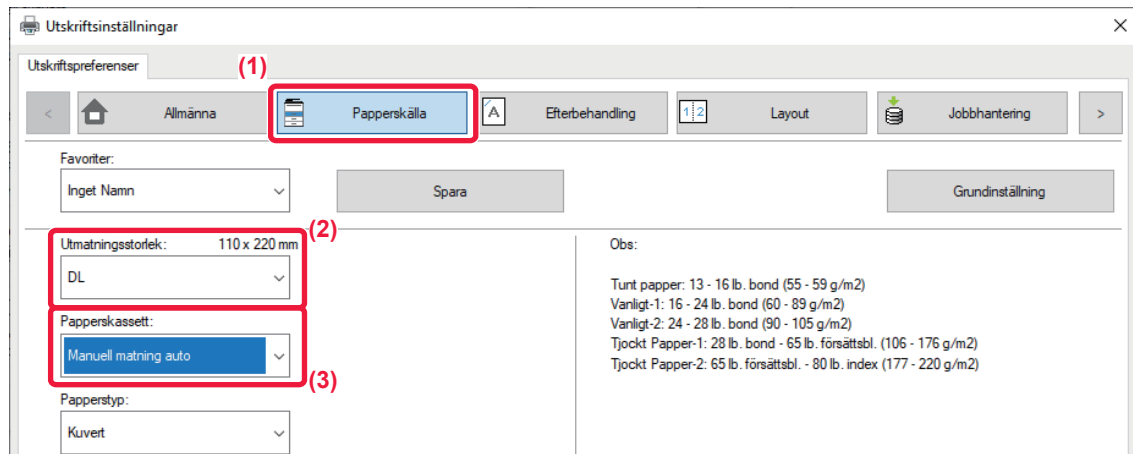 Utskriftsinställningar
Utskriftspreferenser
(1)
< Allmänna Papperskälla A Efterbehandling 1 2 Layout Jobbhantering >
Favoriter:
Inget Namn Spara Grundinställning
(2)
Utmatningsstorlek: 110 x 220 mm
DL
Papperskassett:
Manuell matning auto
(3)
Papperstyp:
Kuvert
Obs:
Tunt papper: 13 - 16 lb. bond (55 - 59 g/m2)
Vanligt-1: 16 - 24 lb. bond (60 - 89 g/m2)
Vanligt-2: 24 - 28 lb. bond (90 - 105 g/m2)
Tjockt Papper-1: 28 lb. bond - 65 lb. försättsbl. (106 - 176 g/m2)
Tjockt Papper-2: 65 lb. försättsbl. - 80 lb. index (177 - 220 g/m2)